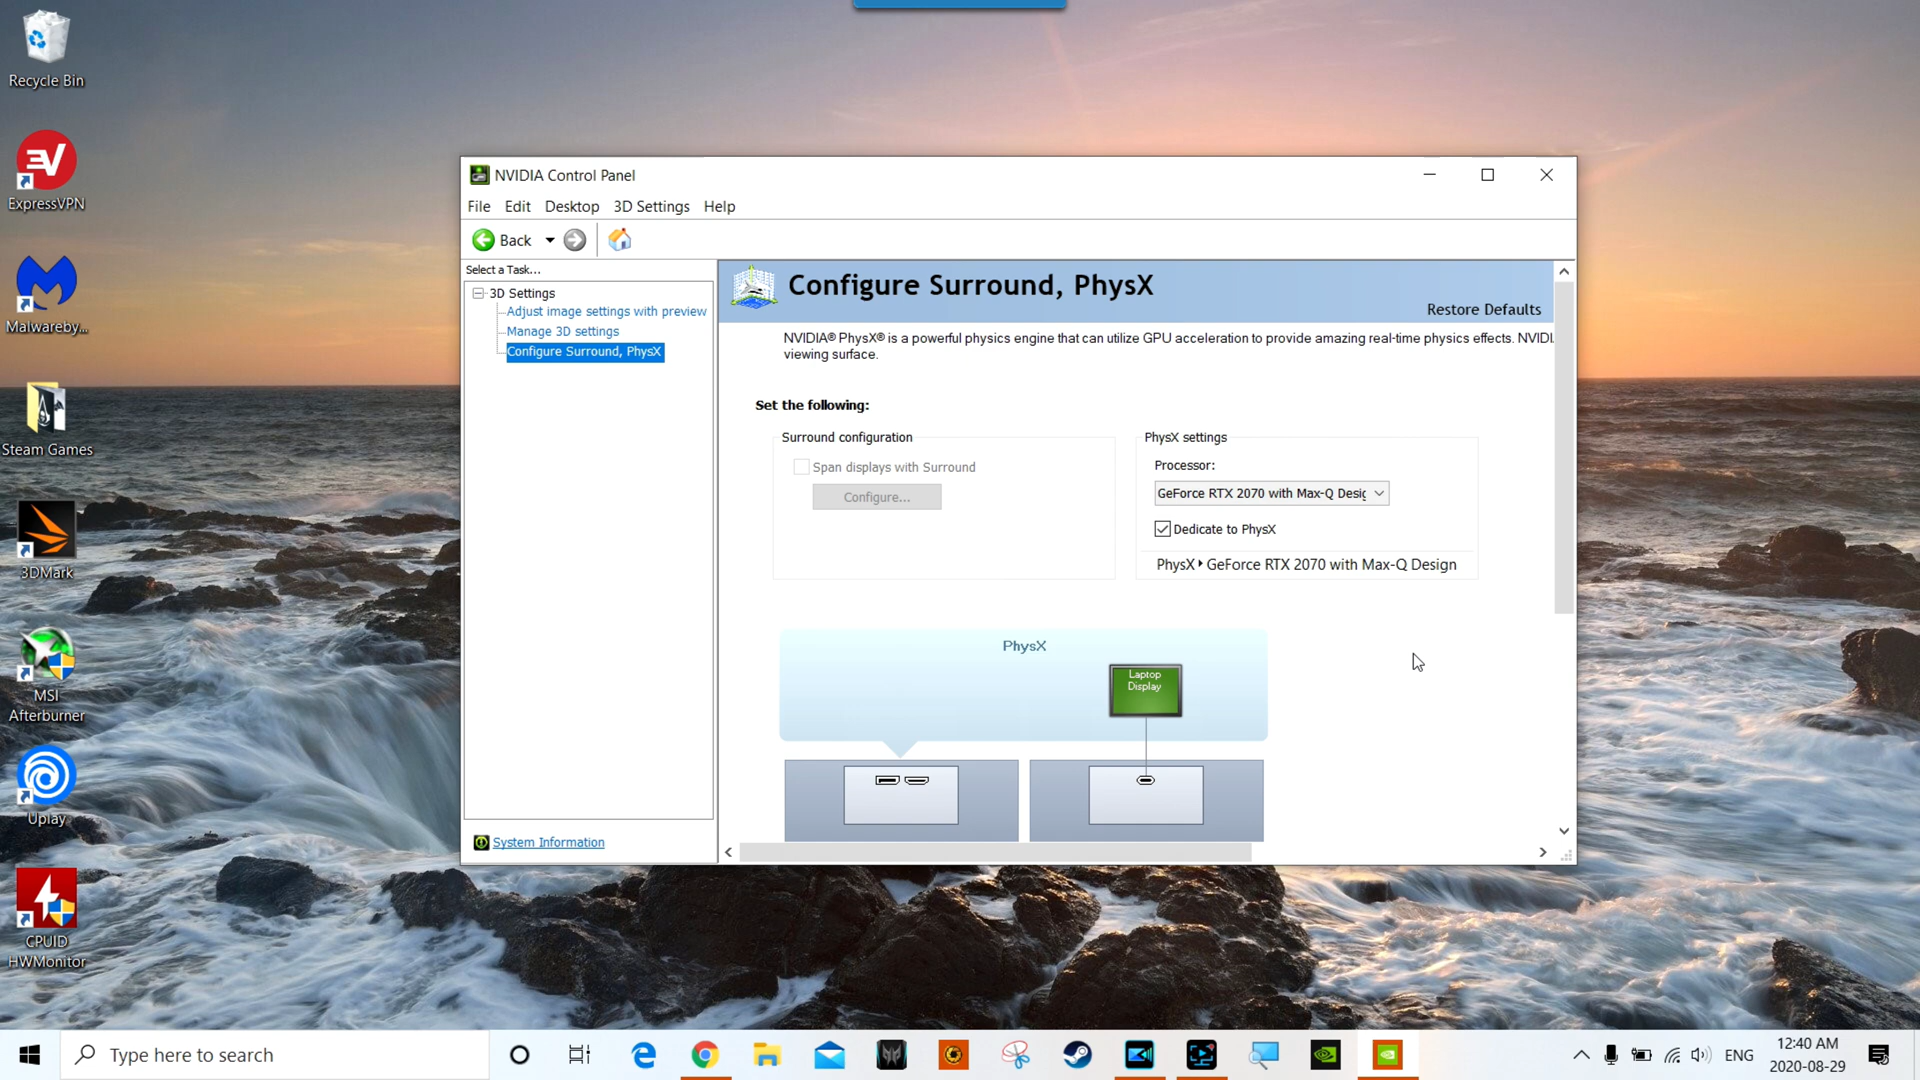 Recycle Bin
ExpressVPN
Malwareby...
Steam Games
3DMark
MSI
Afterburner
Uplay
CPUID
HWMonitor
NVIDIA Control Panel
File Edit Desktop 3D Settings Help
Back
Select a Task...
3D Settings
Adjust image settings with preview
Manage 3D settings
Configure Surround, PhysX
System Information
Configure Surround, PhysX
Restore Defaults
NVIDIA® PhysX® is a powerful physics engine that can utilize GPU acceleration to provide amazing real-time physics effects. NVIDI
viewing surface.
Set the following:
Surround configuration
Span displays with Surround
Configure...
PhysX settings
Processor:
GeForce RTX 2070 with Max-Q Desig
Dedicate to PhysX
PhysX GeForce RTX 2070 with Max-Q Design
PhysX
Laptop
Display
Type here to search
ENG
12:40 AM
2020-08-29